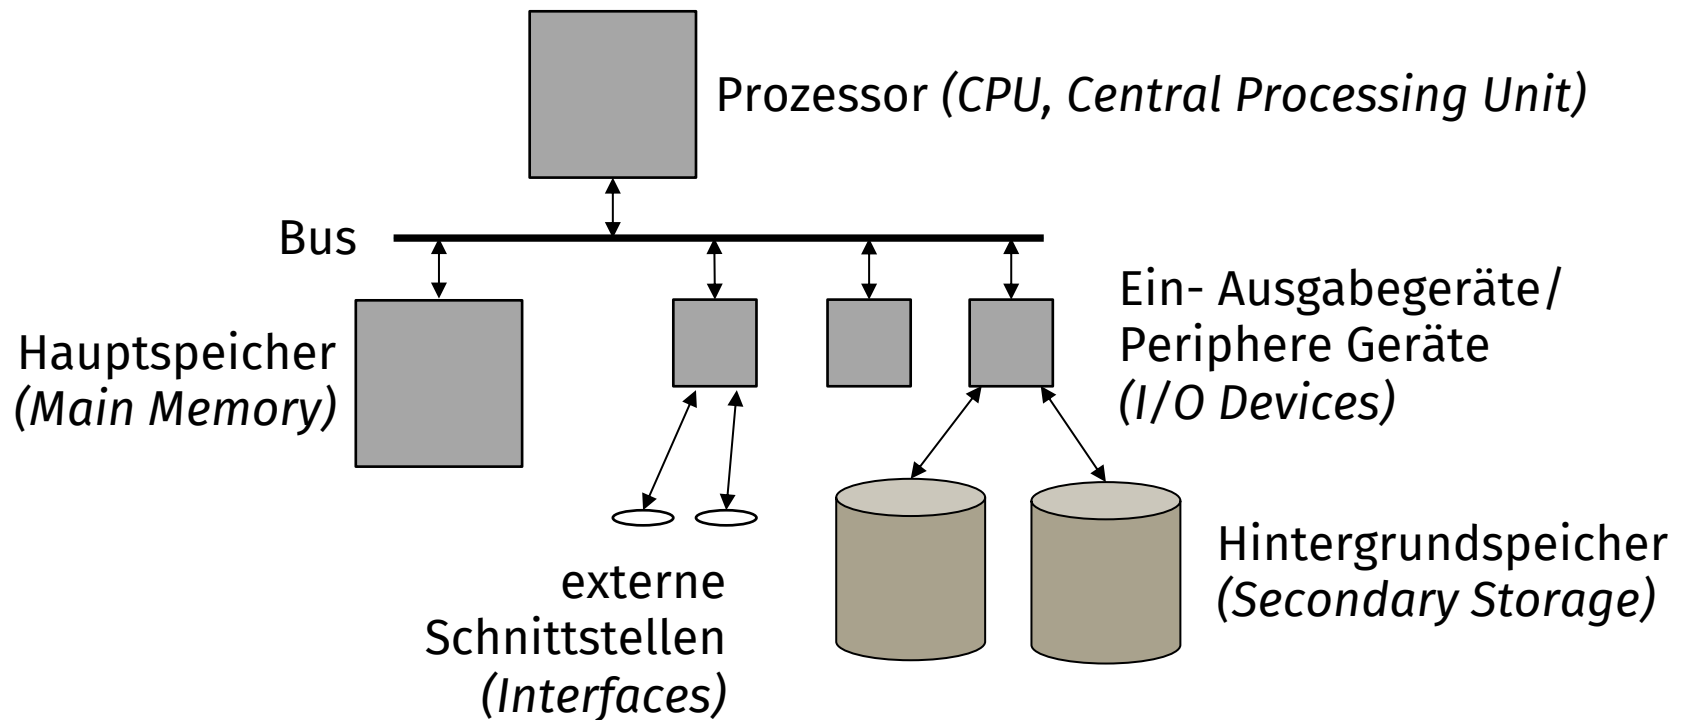 Prozessor (CPU, Central Processing Unit)
Bus
Ein- Ausgabegeräte/
Periphere Geräte
(I/O Devices)
Hauptspeicher
(Main Memory)
Hintergrundspeicher
(Secondary Storage)
externe
Schnittstellen
(Interfaces)